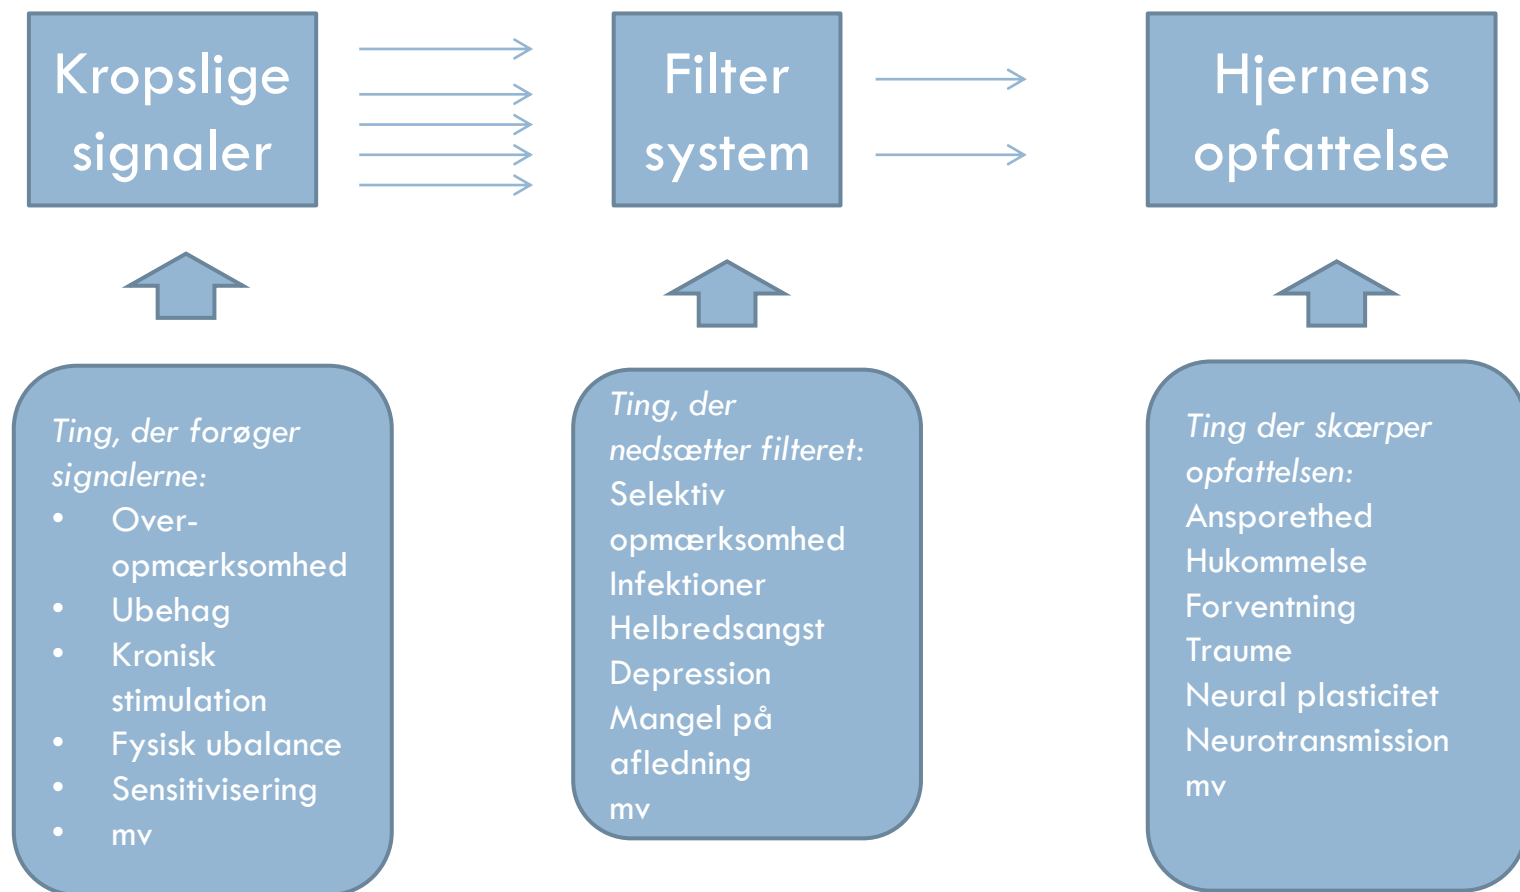 Kropslige
signaler
Filter
system
Hjernens
opfattelse
Ting, der forøger
signalerne:
• Over-
opmærksomhed
• Ubehag
• Kronisk
stimulation
• Fysisk ubalance
• Sensitivisering
• mv
Ting, der
nedsætter filteret:
Selektiv
opmærksomhed
Infektioner
Helbredsangst
Depression
Mangel på
afledning
mv
Ting der skærper
opfattelsen:
Ansporethed
Hukommelse
Forventning
Traume
Neural plasticitet
Neurotransmission
mv